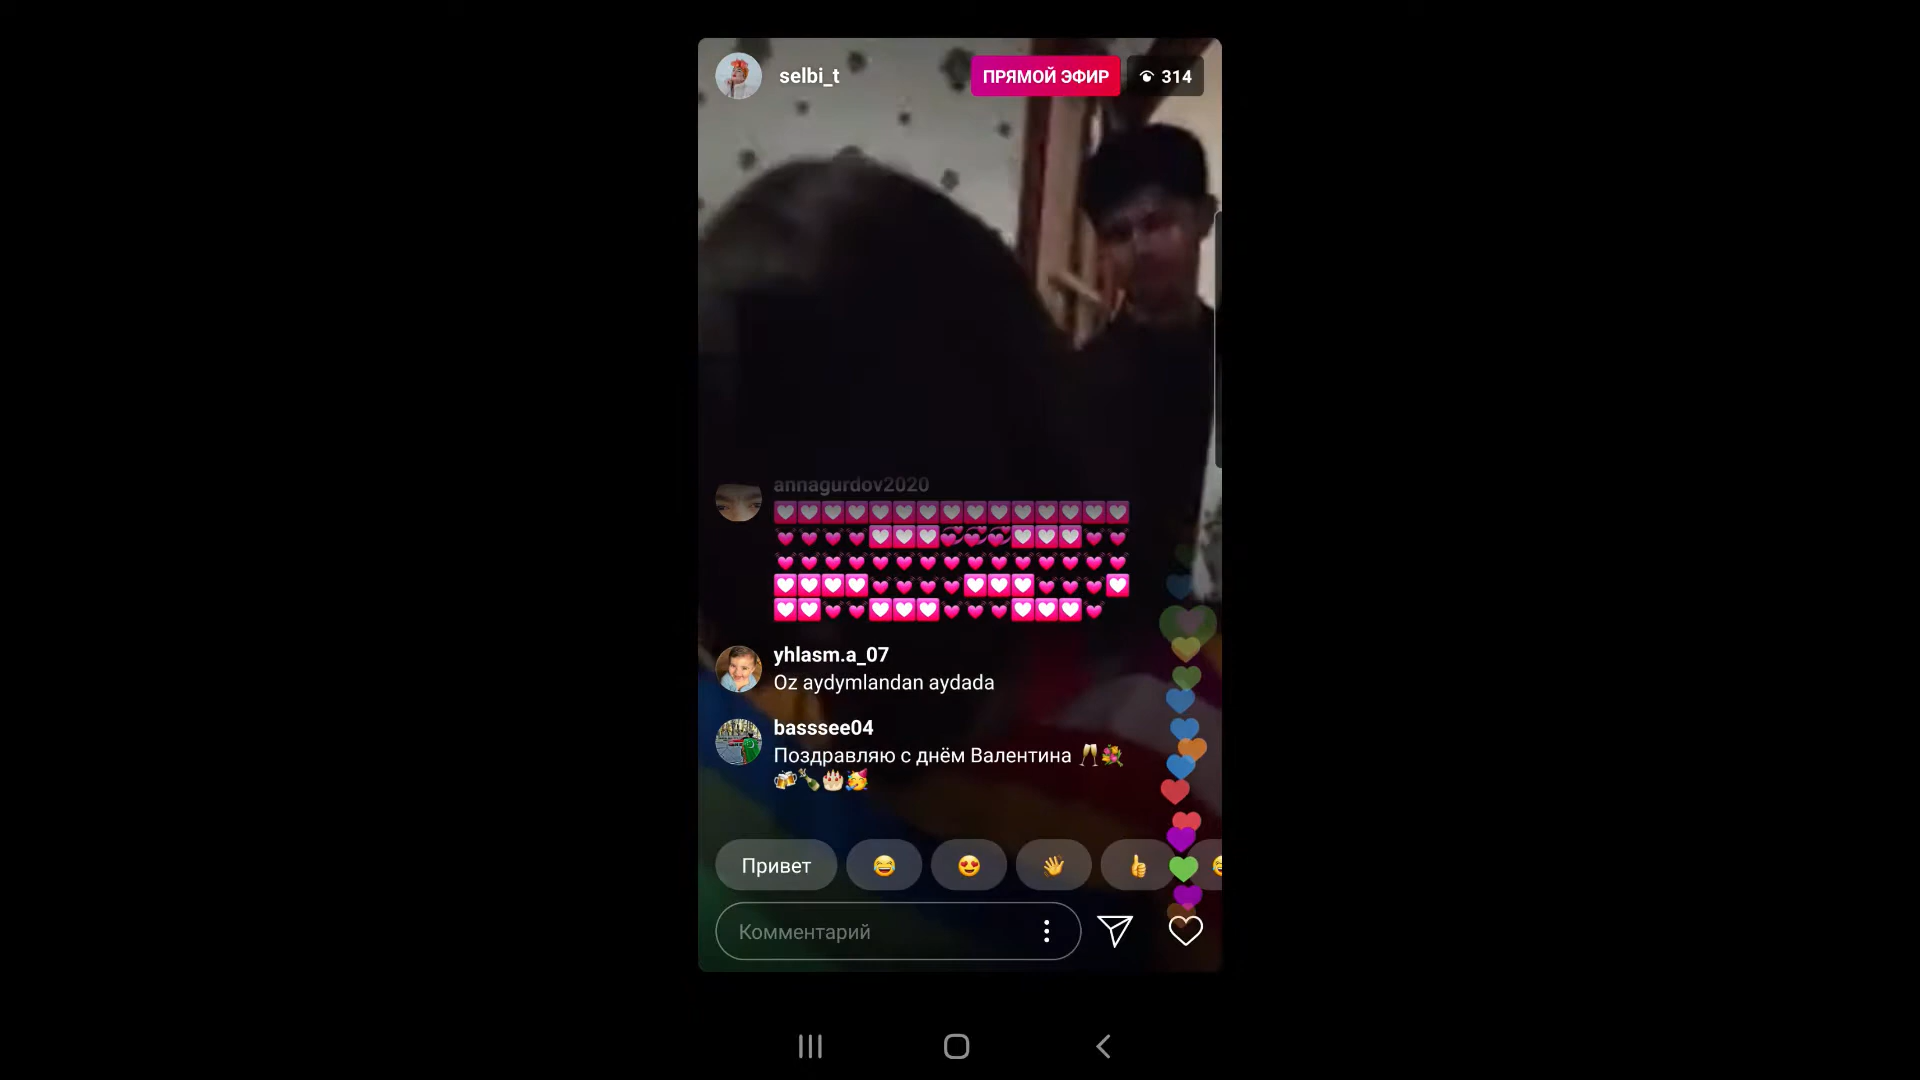 selbi_t
ПРЯМОЙ ЭФИР
314
annagurdov2020
yhlasm.a_07
Oz aydymlandan aydada
basssee04
Поздравляю с днём Валентина
Привет
Комментарий